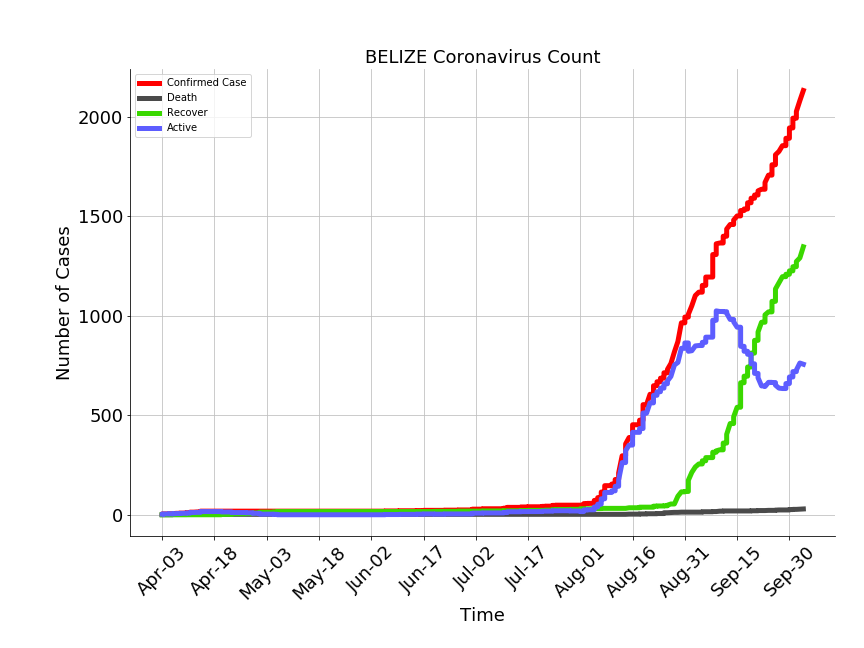 BELIZE Coronavirus Count
Confirmed Case
Death
Recover
Active
Number of Cases
2000
1500
1000
500
0
Apr-03
Apr-18
May-03
May-18
Jun-02
Jun-17
Jul-02
Jul-17
Aug-01
Aug-16
Aug-31
Sep-15
Sep-30
Time